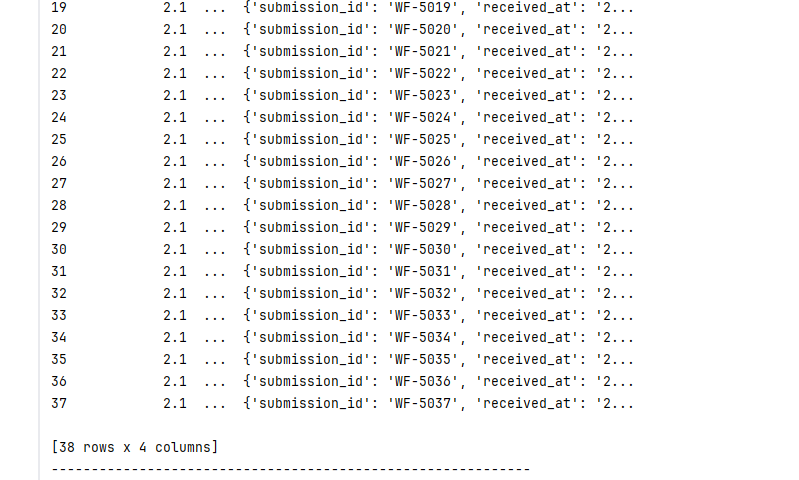 19 2.1 ... {'submission_id': 'WF-5019', 'received_at': '2...
20 2.1 ... {'submission_id': 'WF-5020', 'received_at': '2...
21 2.1 ... {'submission_id': 'WF-5021', 'received_at': '2...
22 2.1 ... {'submission_id': 'WF-5022', 'received_at': '2...
23 2.1 ... {'submission_id': 'WF-5023', 'received_at': '2...
24 2.1 ... {'submission_id': 'WF-5024', 'received_at': '2...
25 2.1 ... {'submission_id': 'WF-5025', 'received_at': '2...
26 2.1 ... {'submission_id': 'WF-5026', 'received_at': '2...
27 2.1 ... {'submission_id': 'WF-5027', 'received_at': '2...
28 2.1 ... {'submission_id': 'WF-5028', 'received_at': '2...
29 2.1 ... {'submission_id': 'WF-5029', 'received_at': '2...
30 2.1 ... {'submission_id': 'WF-5030', 'received_at': '2...
31 2.1 ... {'submission_id': 'WF-5031', 'received_at': '2...
32 2.1 ... {'submission_id': 'WF-5032', 'received_at': '2...
33 2.1 ... {'submission_id': 'WF-5033', 'received_at': '2...
34 2.1 ... {'submission_id': 'WF-5034', 'received_at': '2...
35 2.1 ... {'submission_id': 'WF-5035', 'received_at': '2...
36 2.1 ... {'submission_id': 'WF-5036', 'received_at': '2...
37 2.1 ... {'submission_id': 'WF-5037', 'received_at': '2...
[38 rows x 4 columns]
------------------------------------------------------------